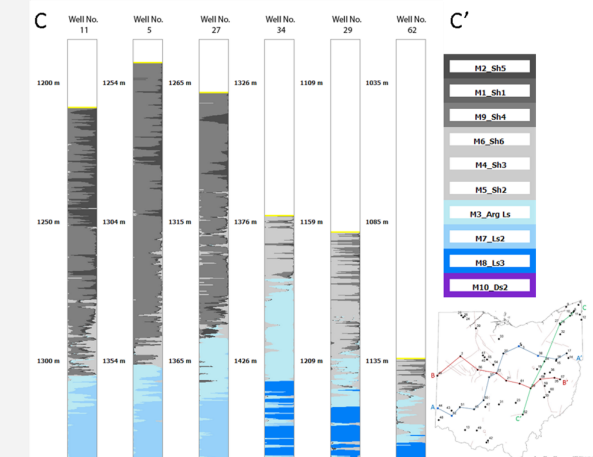 C
Well No.
11
Well No.
5
Well No.
27
Well No.
34
Well No.
29
Well No.
62
C'
1200 m
1254 m
1265 m
1326 m
1109 m
1035 m
1250 m
1304 m
1315 m
1376 m
1159 m
1085 m
1300 m
1354 m
1365 m
1426 m
1209 m
1135 m
M2_Sh5
M1_Sh1
M9_Sh4
M6_Sh6
M4_Sh3
M5_Sh2
M3_Arg Ls
M7_Ls2
M8_Ls3
M10_Ds2
C
A'
B
B'
A
C'